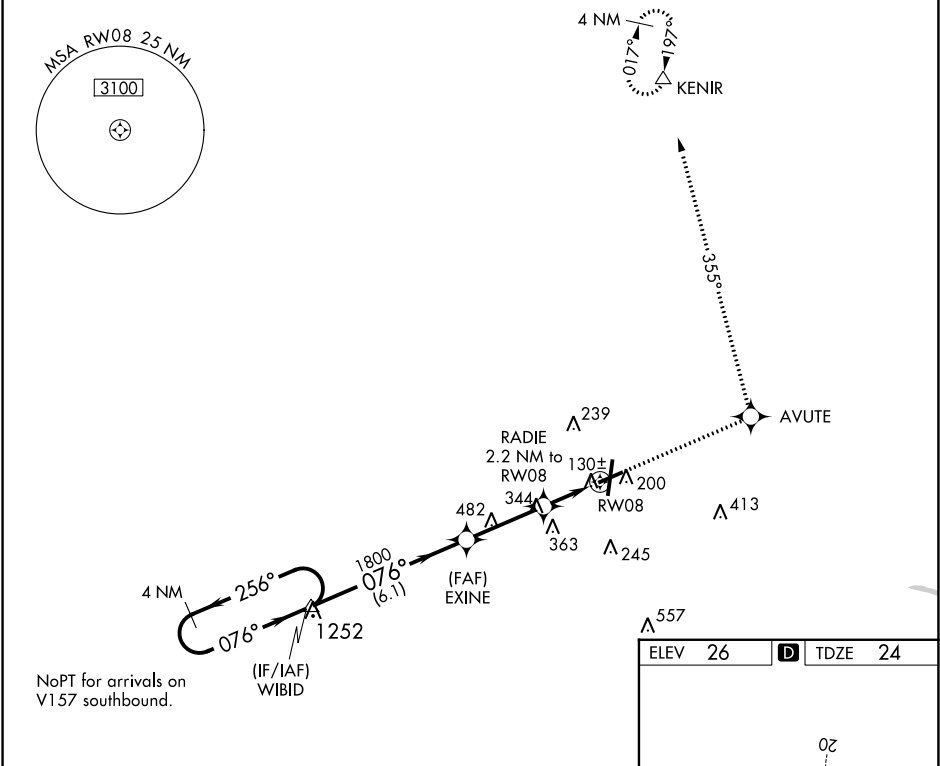 MSA RW08 25 NM
3100
4 NM
017°
197°
KENIR
355°
AVUTE
239
RADIE
2.2 NM to
RW08
130±
200
RW08
344
482
363
413
245
(FAF)
EXINE
1800
076°
(6.1)
4 NM
256°
076°
1252
(IF/IAF)
WIBID
NoPT for arrivals on
V157 southbound.
557
ELEV 26 D TDZE 24
20